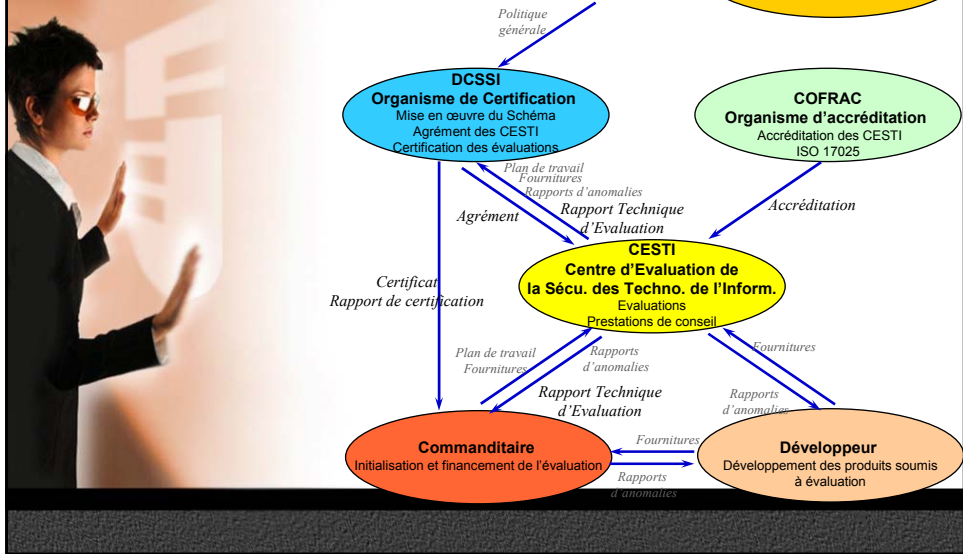 Politique
générale
DCSSI
Organisme de Certification
Mise en œuvre du Schéma
Agrément des CESTI
Certification des évaluations
COFRAC
Organisme d'accréditation
Accréditation des CESTI
ISO 17025
Plan de travail
Fournitures
Rapports d'anomalies
Agrément
Rapport Technique
d'Evaluation
Accréditation
CESTI
Centre d'Evaluation de
la Sécu. des Techno. de l'Inform.
Evaluations
Prestations de conseil
Certificat
Rapport de certification
Plan de travail
Fournitures
Rapports
d'anomalies
Fournitures
Rapport Technique
d'Evaluation
Rapports
d'anomalies
Commanditaire
Initialisation et financement de l'évaluation
Fournitures
Rapports
d'anomalies
Développeur
Développement des produits soumis
à évaluation